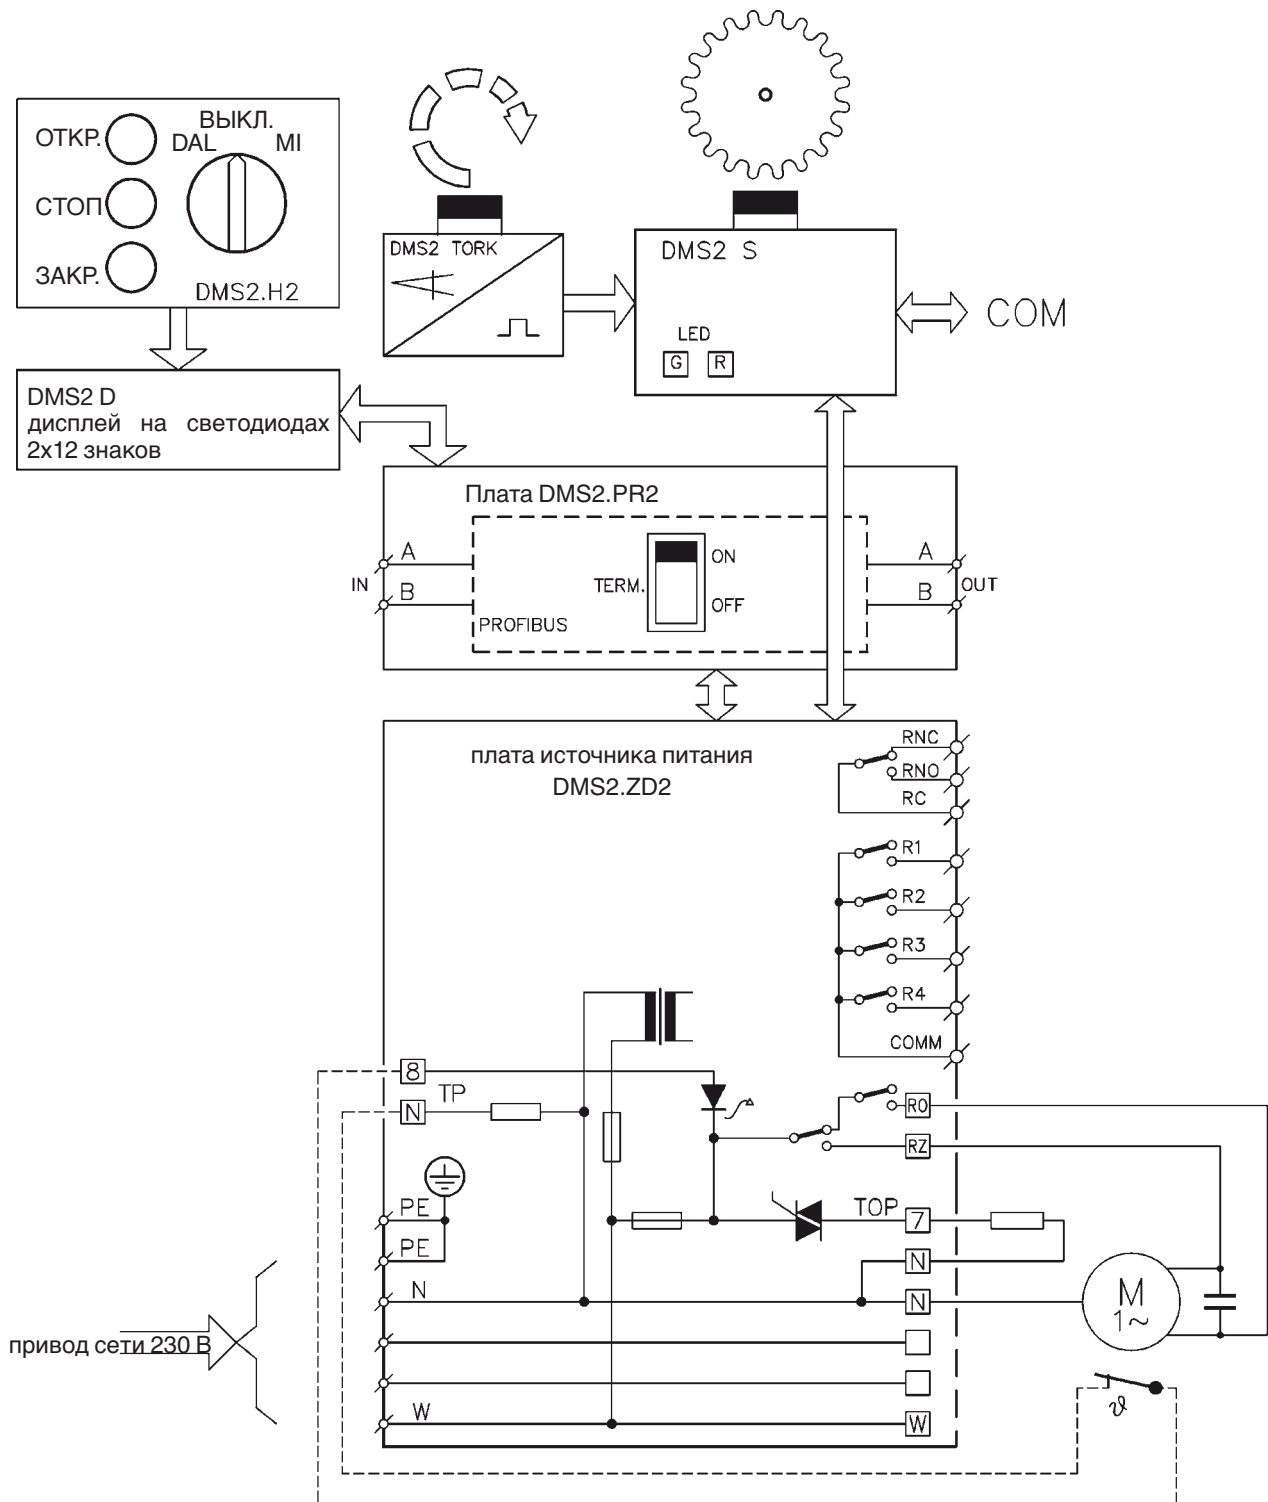 ОТКР.
СТОП
ЗАКР.
ВЫКЛ.
DAL
MI
DMS2.H2
DMS2 TORK
DMS2 S
LED
G
R
COM
DMS2 D
дисплей на светодиодах
2x12 знаков
Плата DMS2.PR2
A
B
IN
TERM.
ON
OFF
PROFIBUS
A
B
OUT
плата источника питания
DMS2.ZD2
RNC
RNO
RC
R1
R2
R3
R4
COMM
8
TP
N
RO
RZ
PE
PE
TOP
7
N
N
N
M
1~
привод сети 230 В
W
W
ϑ